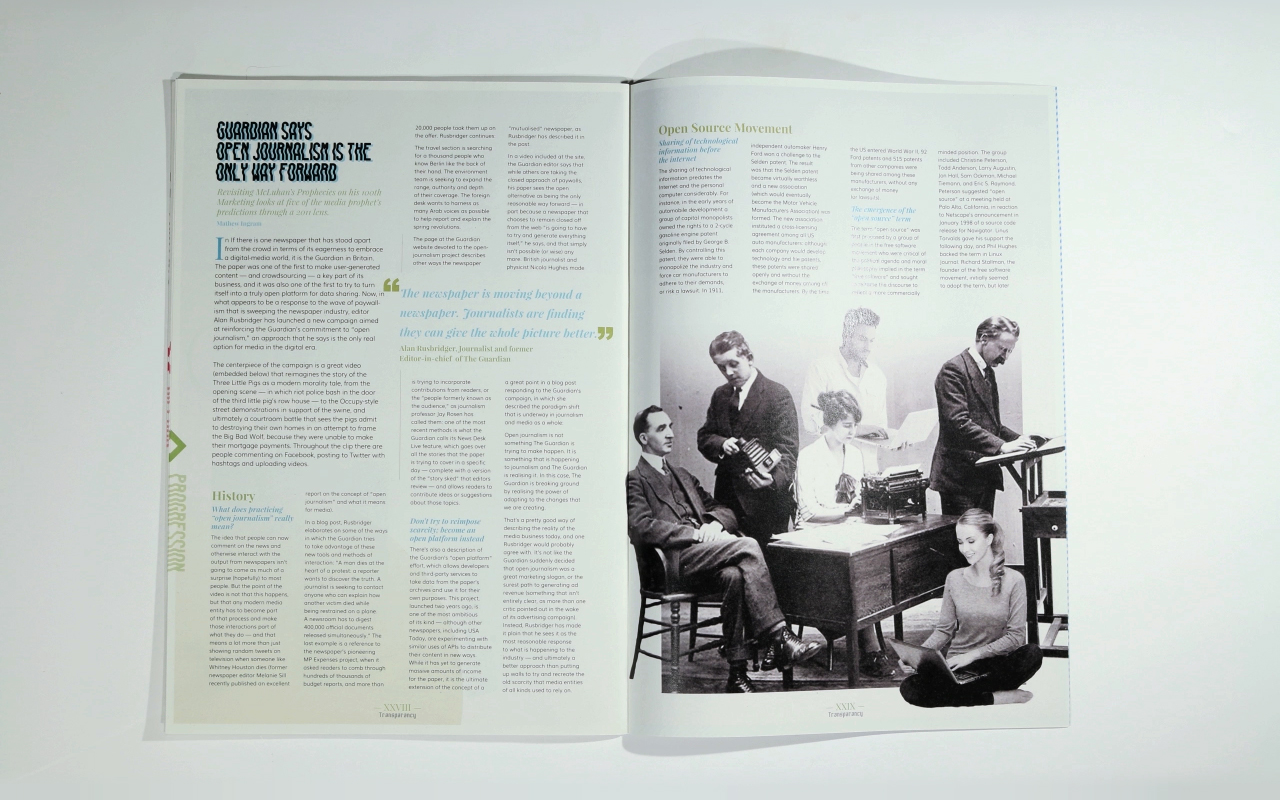 GUARDIAN SAYS
OPEN JOURNALISM IS THE
ONLY WAY FORWARD
Revisiting McLuhan's Prophecies on his 100th
Marketing looks at five of the media prophet's
predictions through a 2011 lens.
Mathew Ingram
In if there is one newspaper that has stood apart
from the crowd in terms of its eagerness to embrace
a digital-media world, it is the Guardian in Britain.
The paper was one of the first to make user-generated
content — and crowdsourcing — a key part of its
business, and it was also one of the first to try to turn
itself into a truly open platform for data sharing. Now, in
what appears to be a response to the wave of paywall-
ism that is sweeping the newspaper industry, editor
Alan Rusbridger has launched a new campaign aimed
at reinforcing the Guardian's commitment to "open
journalism," an approach he says is the only real
option for media in the digital era.
The centerpiece of the campaign is a great video
(embedded below) that reimagines the story of the
Three Little Pigs as a modern morality tale, from the
opening scene — in which riot police bash in the door
of the third little pig's row house — to the Occupy-style
street demonstrations in support of the swine, and
ultimately a courtroom battle that sees the pigs admit
to destroying their own homes in an attempt to frame
the Big Bad Wolf, because they were unable to make
their mortgage payments. Throughout the clip there are
people commenting on Facebook, posting to Twitter with
hashtags and uploading videos.
History
What does practicing
"open journalism" really
mean?
The idea that people can now
comment on the news and
otherwise interact with the
output from newspapers isn't
going to come as much of a
surprise (hopefully) to most
people. But the point of the
video is not that this happens,
but that any modern media
entity has to become part
of that process and make
those interactions part of
what they do — and that
means a lot more than just
showing random tweets on
television when someone like
Whitney Houston dies (former
newspaper editor Melanie Sill
recently published an excellent
report on the concept of "open
journalism" and what it means
for media).
In a blog post, Rusbridger
elaborates on some of the ways
in which the Guardian tries
to take advantage of these
new tools and methods of
interaction: "A man dies at the
heart of a protest: a reporter
wants to discover the truth. A
journalist is seeking to contact
anyone who can explain how
another victim died while
being restrained on a plane.
A newsroom has to digest
400,000 official documents
released simultaneously." The
last example is a reference to
the newspaper's pioneering
MP Expenses project, when it
asked readers to comb through
hundreds of thousands of
budget reports, and more than
20,000 people took them up on
the offer. Rusbridger continues
The travel section is searching
for a thousand people who
know Berlin like the back of
their hand. The environment
team is seeking to expand the
range, authority and depth
of their coverage. The foreign
desk wants to harness as
many Arab voices as possible
to help report and explain the
spring revolutions.
The page at the Guardian
website devoted to the open-
journalism project describes
other ways the newspaper
"mutualised" newspaper, as
Rusbridger has described it in
the past.
In a video included at the site,
the Guardian editor says that
while others are taking the
closed approach of paywalls,
his paper sees the open
alternative as being the only
reasonable way forward — in
part because a newspaper that
chooses to remain closed off
from the web "is going to have
to try and generate everything
itself," he says, and that simply
isn't possible (or wise) any
more. British journalist and
physicist Nicola Hughes made
“The newspaper is moving beyond a
newspaper. Journalists are finding
they can give the whole picture better.”
Alan Rusbridger, Journalist and former
Editor-in-chief of The Guardian
is trying to incorporate
contributions from readers, or
the "people formerly known as
the audience," as journalism
professor Jay Rosen has
called them: one of the most
recent methods is what the
Guardian calls its News Desk
Live feature, which goes over
all the stories that the paper
is trying to cover in a specific
day — complete with a version
of the "story sked" that editors
review — and allows readers to
contribute ideas or suggestions
about those topics.
Don't try to reimpose
scarcity; become an
open platform instead
There's also a description of
the Guardian's "open platform"
effort, which allows developers
and third-party services to
take data from the paper's
archives and use it for their
own purposes. This project,
launched two years ago, is
one of the most ambitious
of its kind — although other
newspapers, including USA
Today, are experimenting with
similar uses of APIs to distribute
their content in new ways.
While it has yet to generate
massive amounts of income
for the paper, it is the ultimate
extension of the concept of a
a great point in a blog post
responding to the Guardian's
campaign, in which she
described the paradigm shift
that is underway in journalism
and media as a whole.
Open journalism is not
something The Guardian is
trying to make happen. It is
something that is happening
to journalism and The Guardian
is realising it. In this case, The
Guardian is breaking ground
by realising the power of
adapting to the changes that
we are creating.
That's a pretty good way of
describing the reality of the
media business today, and one
Rusbridger would probably
agree with. It's not like the
Guardian suddenly decided
that open journalism was a
great marketing slogan, or the
surest path to generating ad
revenue (something that isn't
entirely clear, as more than one
critic pointed out in the wake
of its advertising campaign).
Instead, Rusbridger has made
it plain that he sees it as the
most reasonable response
to what is happening to the
industry — and ultimately a
better approach than putting
up walls to try and recreate the
old scarcity that media entities
of all kinds used to rely on.
PROGRESSION
— XXVIII —
Transparency
Open Source Movement
Sharing of technological
information before
the internet
The sharing of technological
information predates the
Internet and the personal
computer considerably. For
instance, in the early years of
automobile development a
group of capital monopolists
owned the rights to a 2-cycle
gasoline engine patent
originally filed by George B.
Selden. By controlling this
patent, they were able to
monopolize the industry and
force car manufacturers to
adhere to their demands,
or risk a lawsuit. In 1911,
independent automaker Henry
Ford won a challenge to the
Selden patent. The result
was that the Selden patent
became virtually worthless
and a new association
(which would eventually
become the Motor Vehicle
Manufacturers Association) was
formed. The new association
instituted a cross-licensing
agreement among all US
auto manufacturers: although
each company would develop
technology and file patents,
these patents were shared
openly and without the
exchange of money among all
the manufacturers. By the time
the US entered World War II, 92
Ford patents and 515 patents
from other companies were
being shared among these
manufacturers, without any
exchange of money
(or lawsuits).
The emergence of the
"open source" term
The term "open source" was
by a group of
in the free software
movement who were critical of
political agenda and moral
implied in the term
and sought
the discourse to
commercially
minded position. The group
included Christine Peterson,
Todd Anderson, Larry Augustin,
Jon Hall, Sam Ockman, Michael
Tiemann, and Eric S. Raymond.
Peterson suggested "open
source" at a meeting held at
Palo Alto, California, in reaction
to Netscape's announcement in
January 1998 of a source code
release for Navigator. Linus
Torvalds gave his support the
following day, and Phil Hughes
backed the term in Linux
Journal. Richard Stallman, the
founder of the free software
movement, initially seemed
to adopt the term, but later
— XXIX —
Transparency